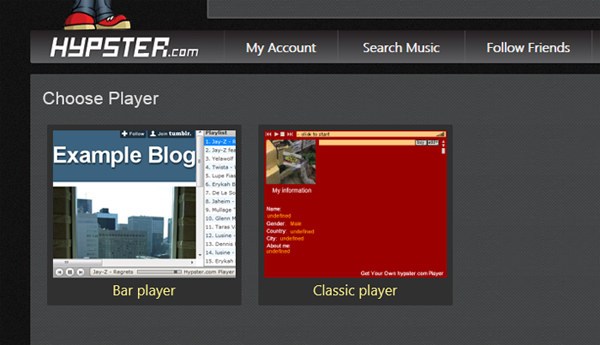 HYPSTER.com
My Account
Search Music
Follow Friends
Choose Player
Follow
Join tumblr.
Playlist
Example Blog
1. Jay-Z - Regrets
2. Jay-Z fea
3. Yelawolf
4. Twista -
5. Lupe Fias
6. Erykah B
7. De La So
8. Jaheim -
9. Mullage
10. Glenn M
11. Taras V
12. Lusine -
13. Dennis
14. lusine -
15. Erykah
Jay-Z - Regrets
Hypster.com Player
Bar player
to start
My information
Name:
undefined
Gender: Male
Country: undefined
City: undefined
About me
undefined
Get Your Own hypster.com Player
Classic player